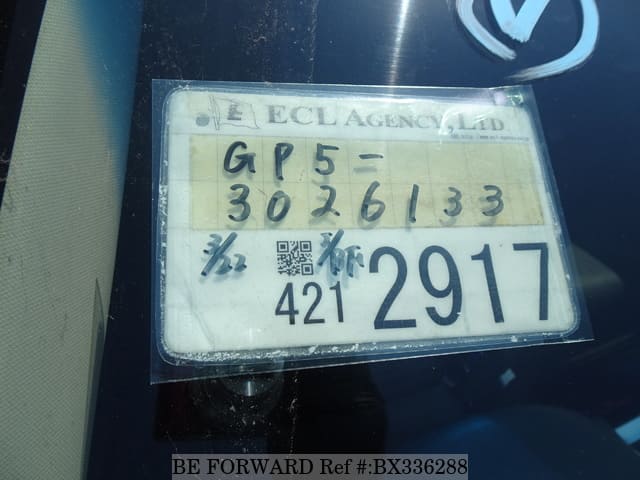 E ECL AGENCY, LTD
GP5-
3026133
3/22
421 2917
BE FORWARD Ref #:BX336288